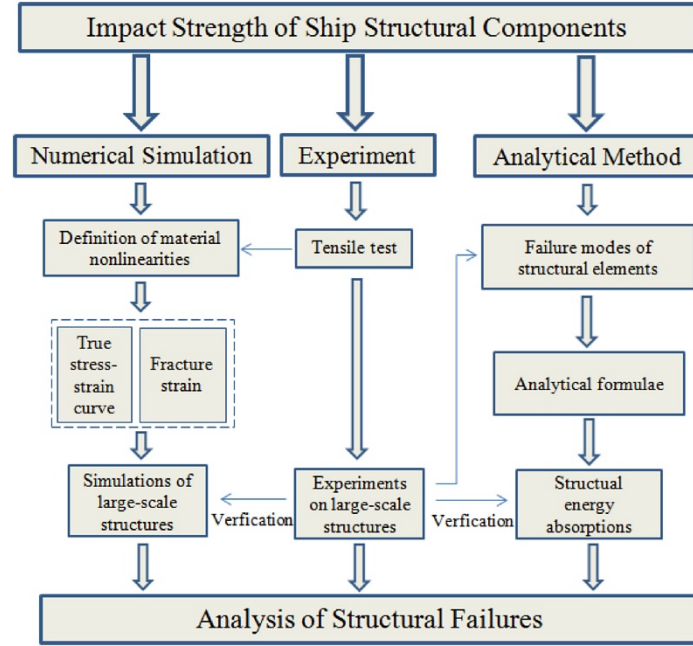 Impact Strength of Ship Structural Components
Numerical Simulation
Experiment
Analytical Method
Definition of material
nonlinearities
Tensile test
Failure modes of
structural elements
True
stress-
strain
curve
Fracture
strain
Analytical formulae
Simulations of
large-scale
structures
Verfication
Experiments
on large-scale
structures
Verfication
Structual
energy
absorptions
Analysis of Structural Failures